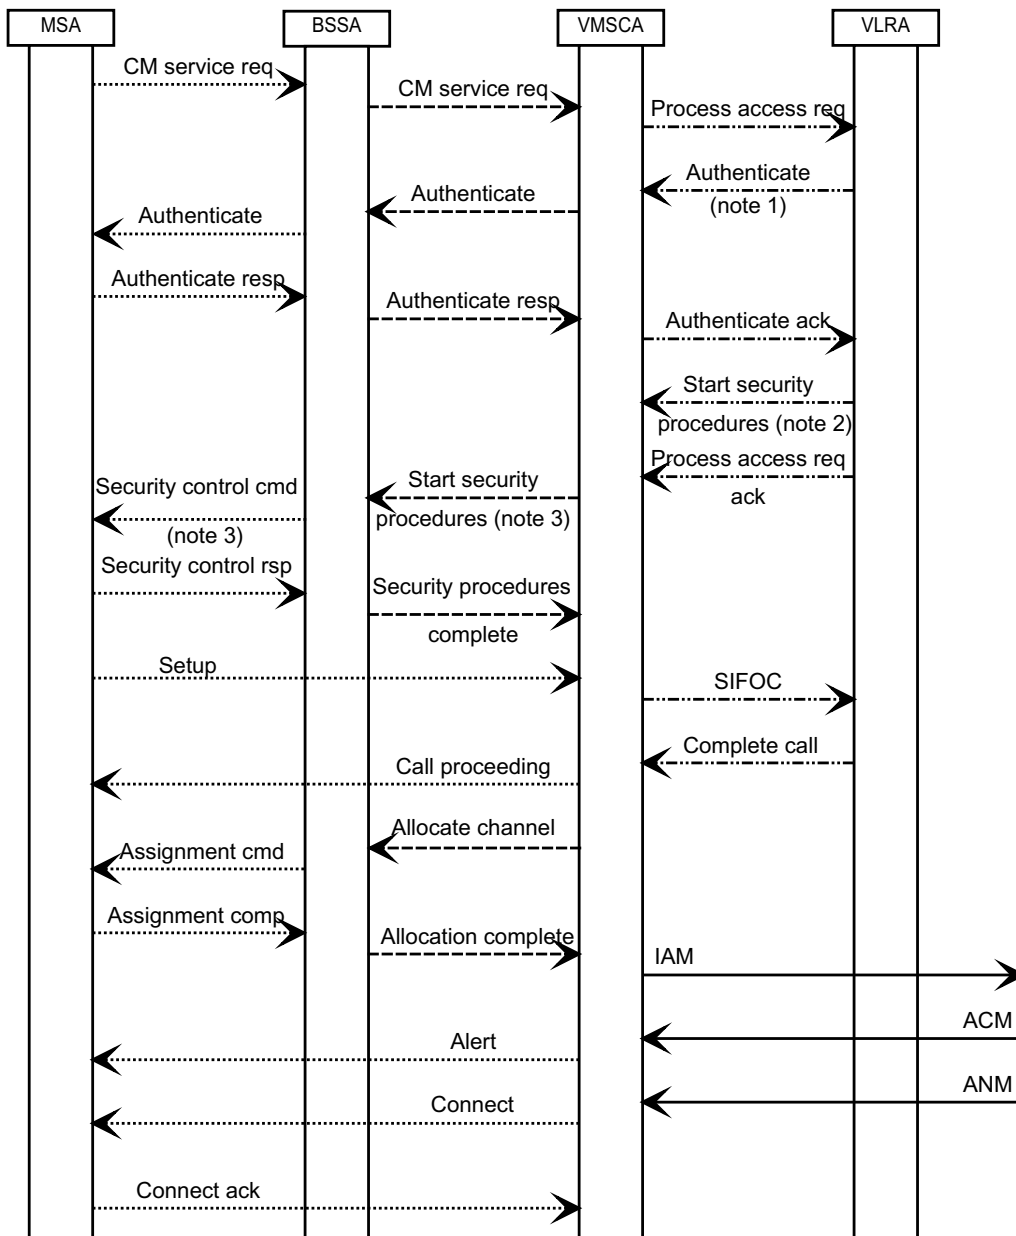 MSA
BSSA
VMSCA
VLRA
CM service req
CM service req
Process access req
Authenticate
(note 1)
Authenticate
Authenticate
Authenticate resp
Authenticate resp
Authenticate ack
Start security
procedures (note 2)
Process access req
ack
Start security
procedures (note 3)
Security control cmd
(note 3)
Security control rsp
Security procedures
complete
Setup
SIFOC
Complete call
Call proceeding
Allocate channel
Assignment cmd
Assignment comp
Allocation complete
IAM
ACM
Alert
ANM
Connect
Connect ack